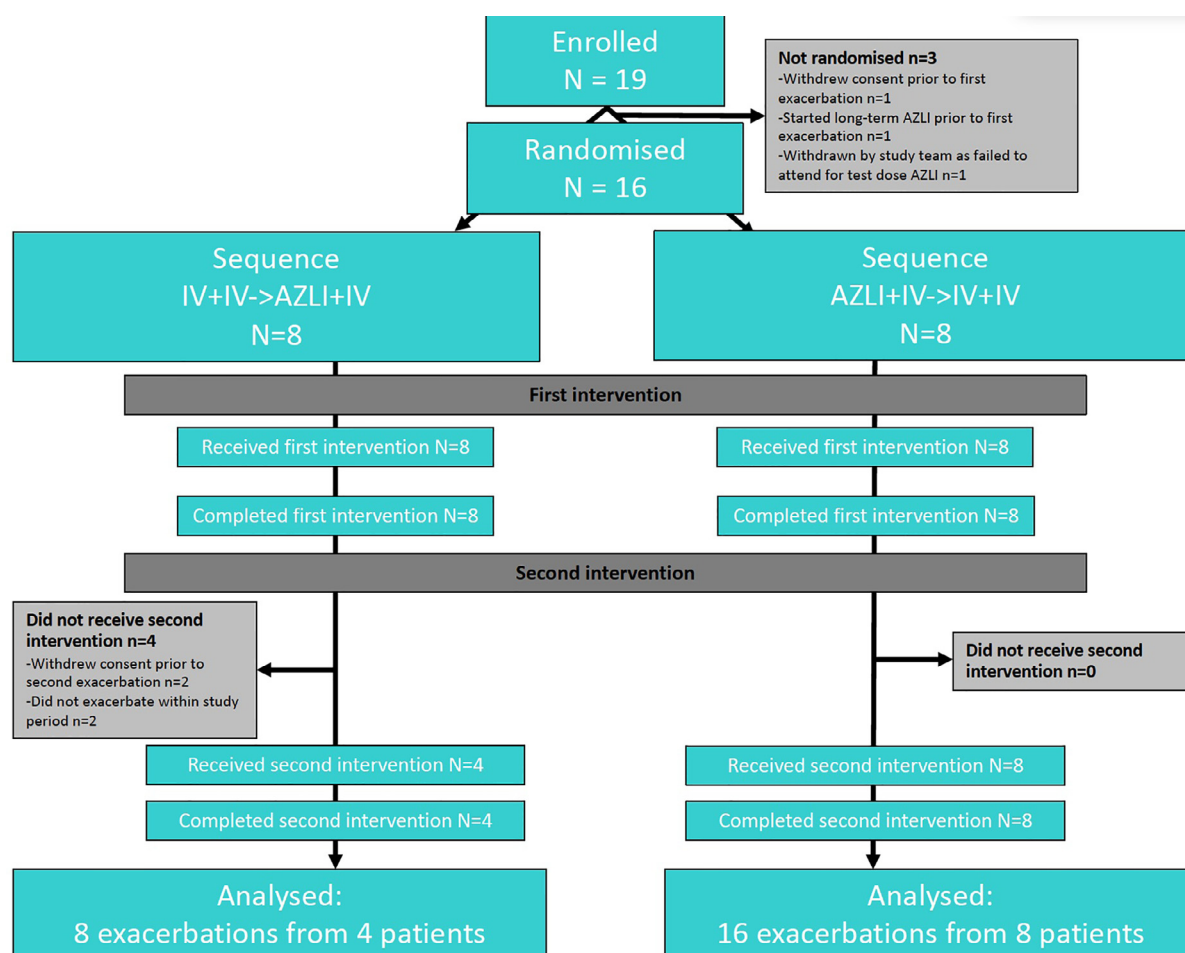 Enrolled
N = 19
Not randomised n=3
-Withdrew consent prior to first
exacerbation n=1
-Started long-term AZLI prior to first
exacerbation n=1
-Withdrawn by study team as failed to
attend for test dose AZLI n=1
Randomised
N = 16
Sequence
IV+IV->AZLI+IV
N=8
Sequence
AZLI+IV->IV+IV
N=8
First intervention
Received first intervention N=8
Received first intervention N=8
Completed first intervention N=8
Completed first intervention N=8
Second intervention
Did not receive second
intervention n=4
-Withdrew consent prior to
second exacerbation n=2
-Did not exacerbate within study
period n=2
Did not receive second
intervention n=0
Received second intervention N=4
Received second intervention N=8
Completed second intervention N=4
Completed second intervention N=8
Analysed:
8 exacerbations from 4 patients
Analysed:
16 exacerbations from 8 patients